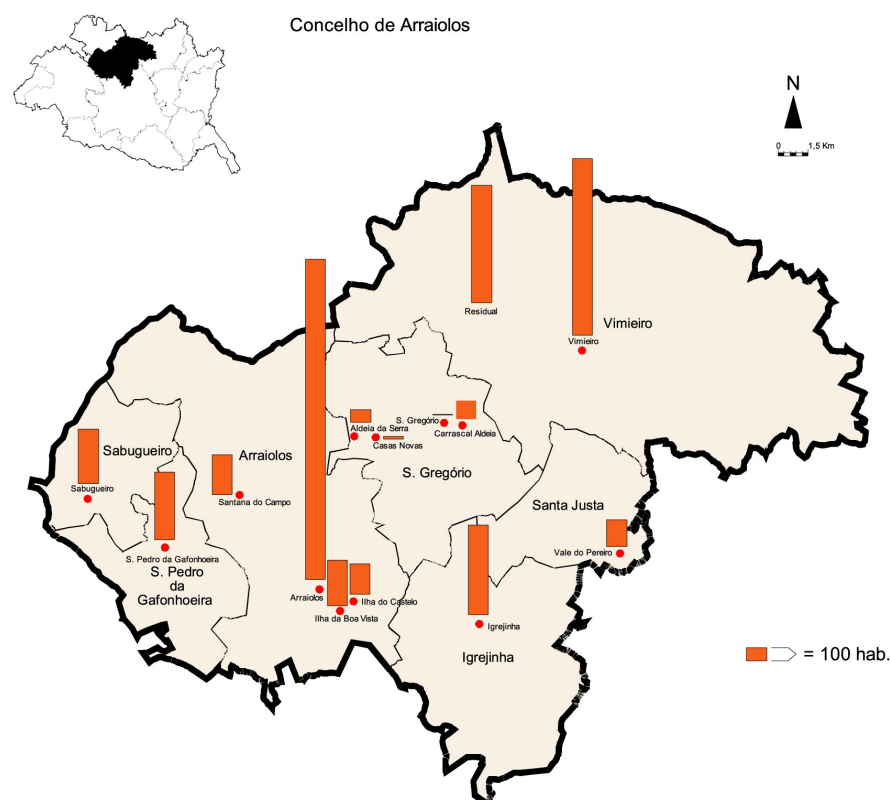 Concelho de Arraiolos
N
0 1,5 Km
Residual
Vimieiro
Vimieiro
S. Gregório
Aldeia da Serra
Carrascal Aldeia
Casas Novas
Sabugueiro
Arraiolos
S. Gregório
Sabugueiro
Santana do Campo
Santa Justa
S. Pedro da Gafonhoeira
Vale do Pereiro
S. Pedro
da
Gafonhoeira
Arraiolos
Ilha do Castelo
Ilha da Boa Vista
Igrejinha
Igrejinha
= 100 hab.